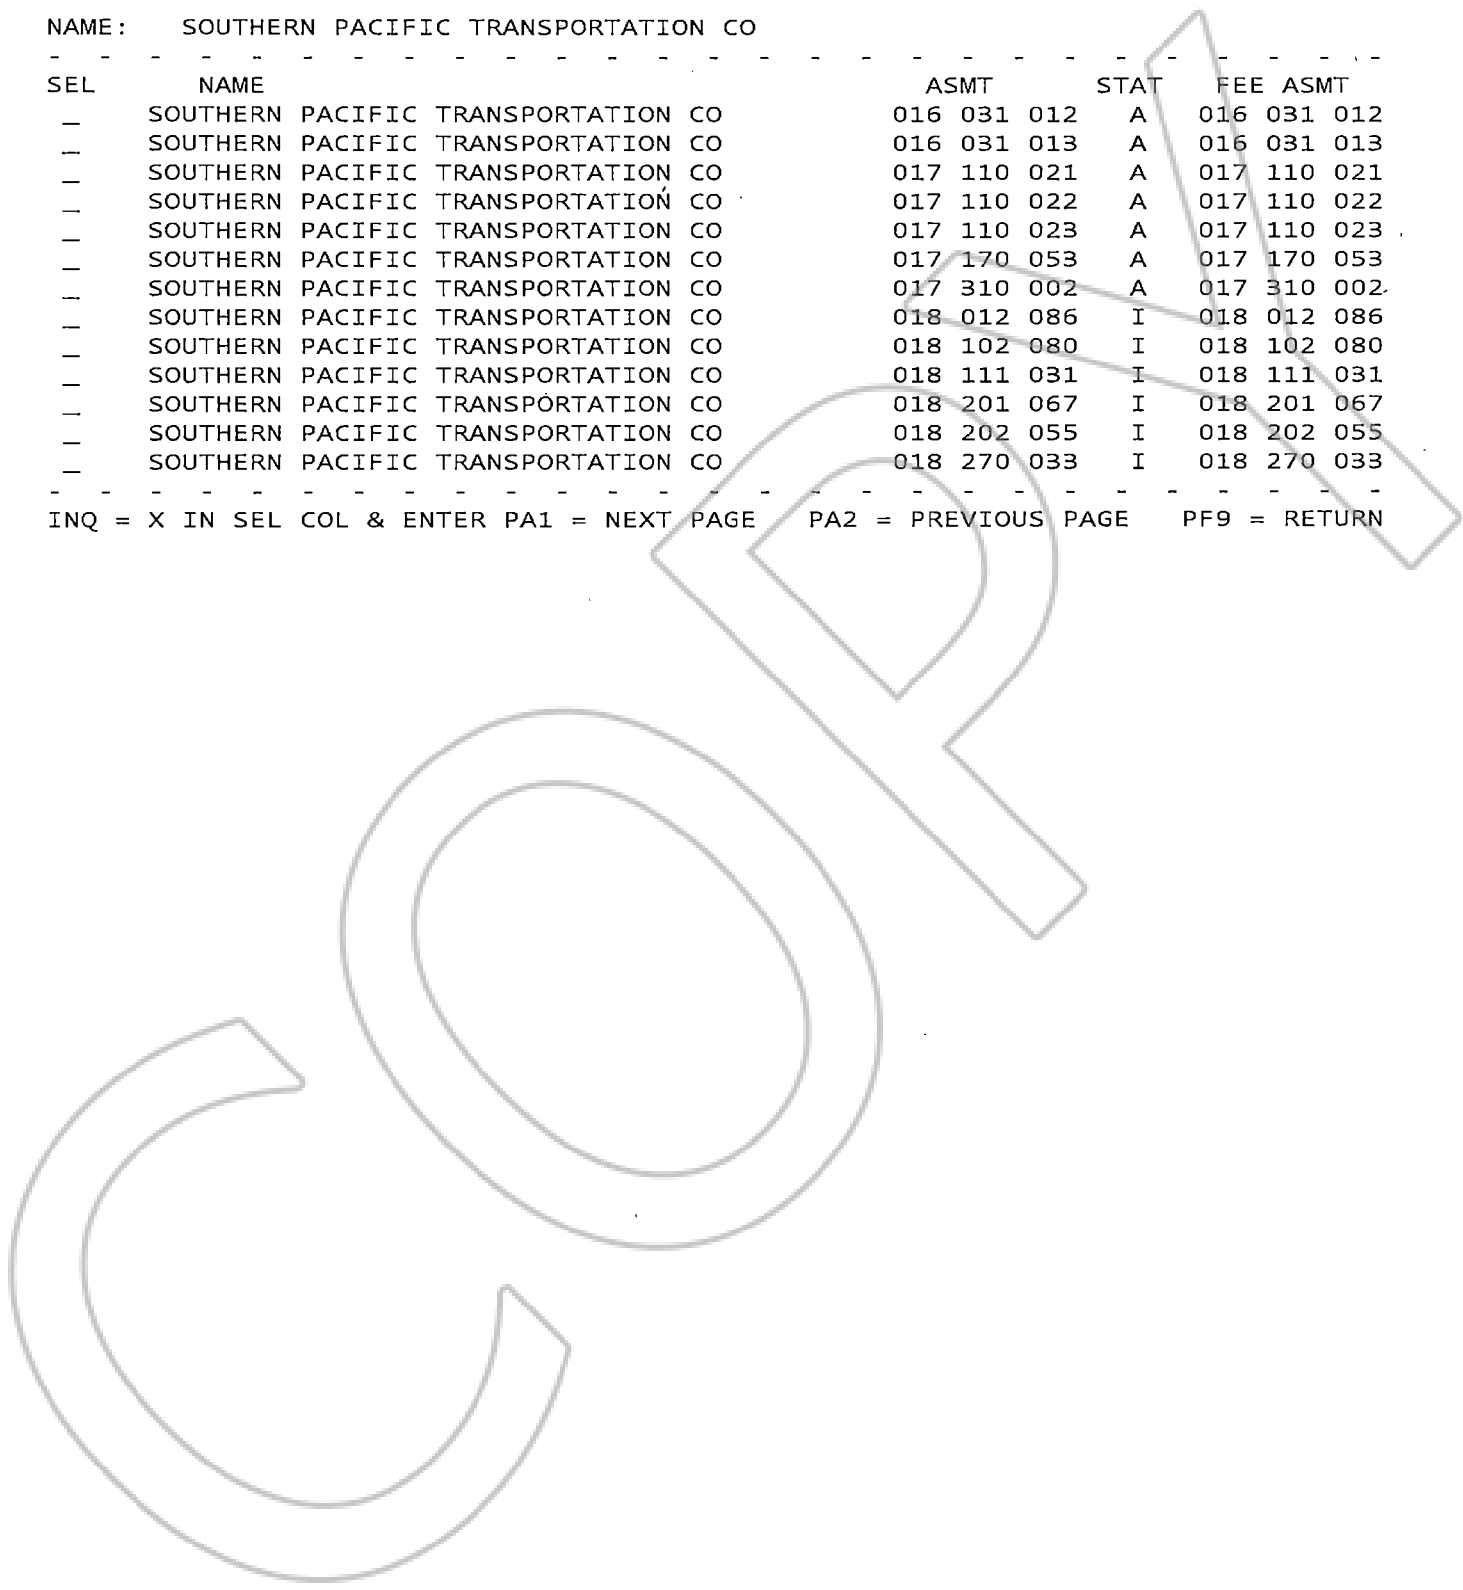 NAME: SOUTHERN PACIFIC TRANSPORTATION CO
- - - - - - - - - - - - - - - - - - - - - - - - - - -
SEL NAME ASMT STAT FEE ASMT
_ SOUTHERN PACIFIC TRANSPORTATION CO 016 031 012 A 016 031 012
_ SOUTHERN PACIFIC TRANSPORTATION CO 016 031 013 A 016 031 013
_ SOUTHERN PACIFIC TRANSPORTATION CO 017 110 021 A 017 110 021
_ SOUTHERN PACIFIC TRANSPORTATION CO 017 110 022 A 017 110 022
_ SOUTHERN PACIFIC TRANSPORTATION CO 017 110 023 A 017 110 023
_ SOUTHERN PACIFIC TRANSPORTATION CO 017 170 053 A 017 170 053
_ SOUTHERN PACIFIC TRANSPORTATION CO 017 310 002 A 017 310 002
_ SOUTHERN PACIFIC TRANSPORTATION CO 018 012 086 I 018 012 086
_ SOUTHERN PACIFIC TRANSPORTATION CO 018 102 080 I 018 102 080
_ SOUTHERN PACIFIC TRANSPORTATION CO 018 111 031 I 018 111 031
_ SOUTHERN PACIFIC TRANSPORTATION CO 018 201 067 I 018 201 067
_ SOUTHERN PACIFIC TRANSPORTATION CO 018 202 055 I 018 202 055
_ SOUTHERN PACIFIC TRANSPORTATION CO 018 270 033 I 018 270 033
- - - - - - - - - - - - - - - - - - - - - - - - - - -
INQ = X IN SEL COL & ENTER PA1 = NEXT PAGE PA2 = PREVIOUS PAGE PF9 = RETURN
COPY